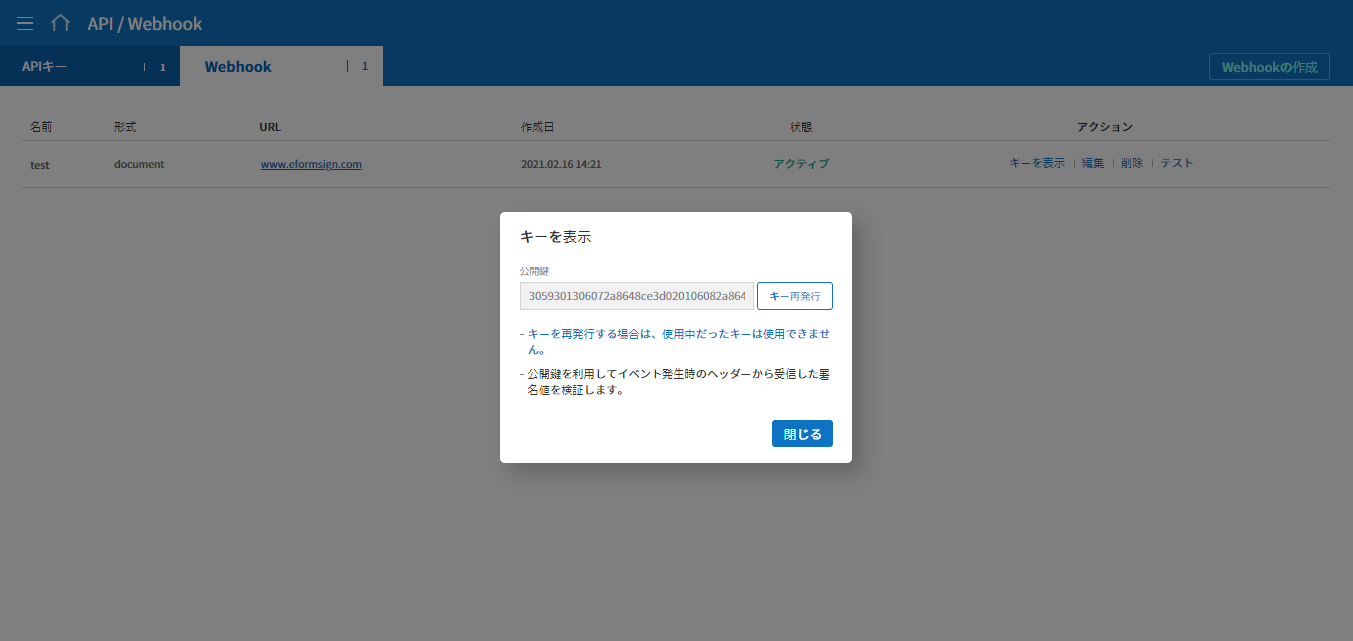 API / Webhook
APIキー | 1
Webhook | 1
Webhookの作成
名前 形式 URL 作成日 状態 アクション
test document www.eformsign.com 2021.02.16 14:21 アクティブ キーを表示 | 編集 | 削除 | テスト
キーを表示
公開鍵
3059301306072a8648ce3d020106082a864 キー再発行
- キーを再発行する場合は、使用中だったキーは使用できませ
ん。
- 公開鍵を利用してイベント発生時のヘッダーから受信した署
名値を検証します。
閉じる